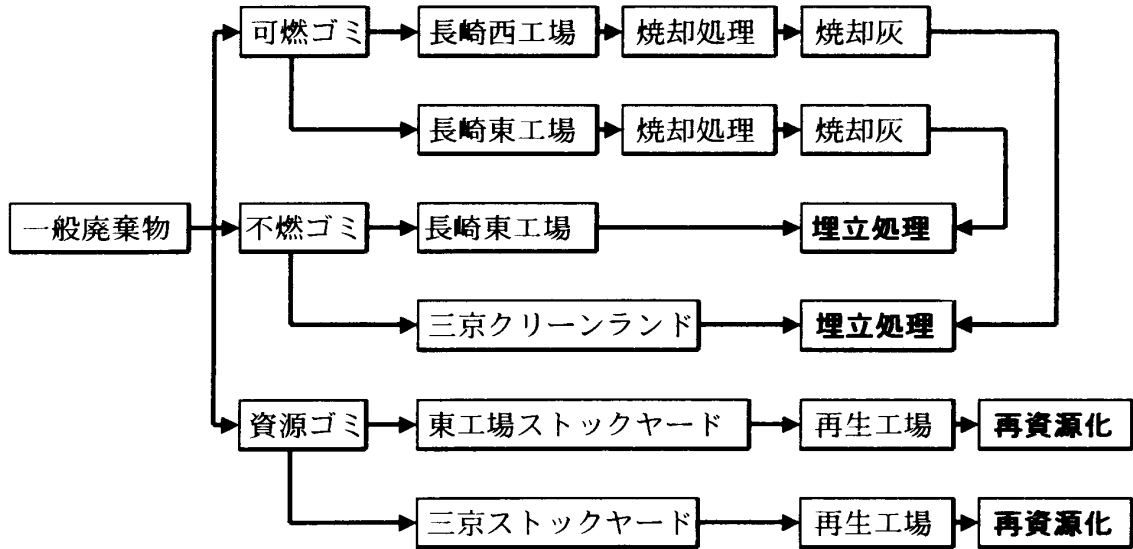 可燃ゴミ
長崎西工場
焼却処理
焼却灰
長崎東工場
焼却処理
焼却灰
一般廃棄物
不燃ゴミ
長崎東工場
埋立処理
三京クリーンランド
埋立処理
資源ゴミ
東工場ストックヤード
再生工場
再資源化
三京ストックヤード
再生工場
再資源化